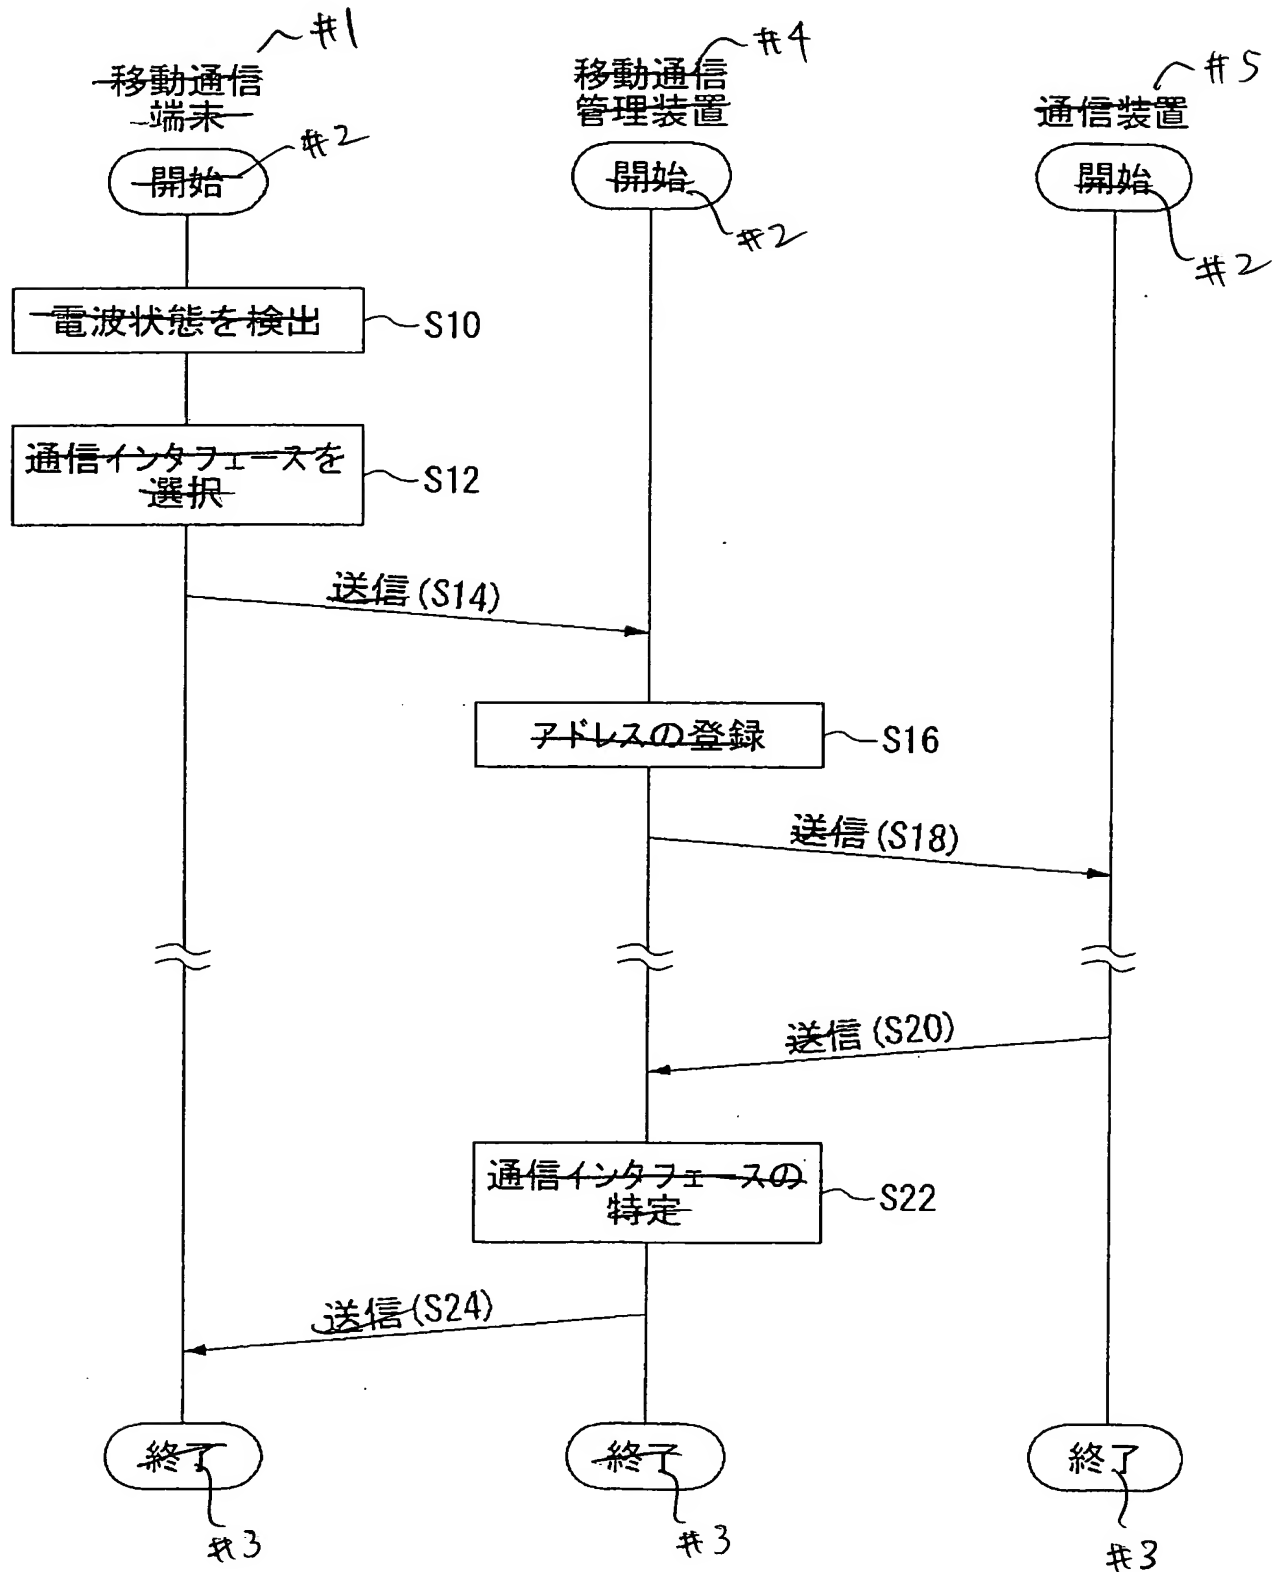 #1
移動通信
端末
#4
移動通信
管理装置
#5
通信装置
開始
#2
開始
#2
開始
#2
電波状態を検出
S10
通信インタフェースを
選択
S12
送信(S14)
アドレスの登録
S16
送信(S18)
送信(S20)
通信インタフェースの
特定
S22
送信(S24)
終了
#3
終了
#3
終了
#3